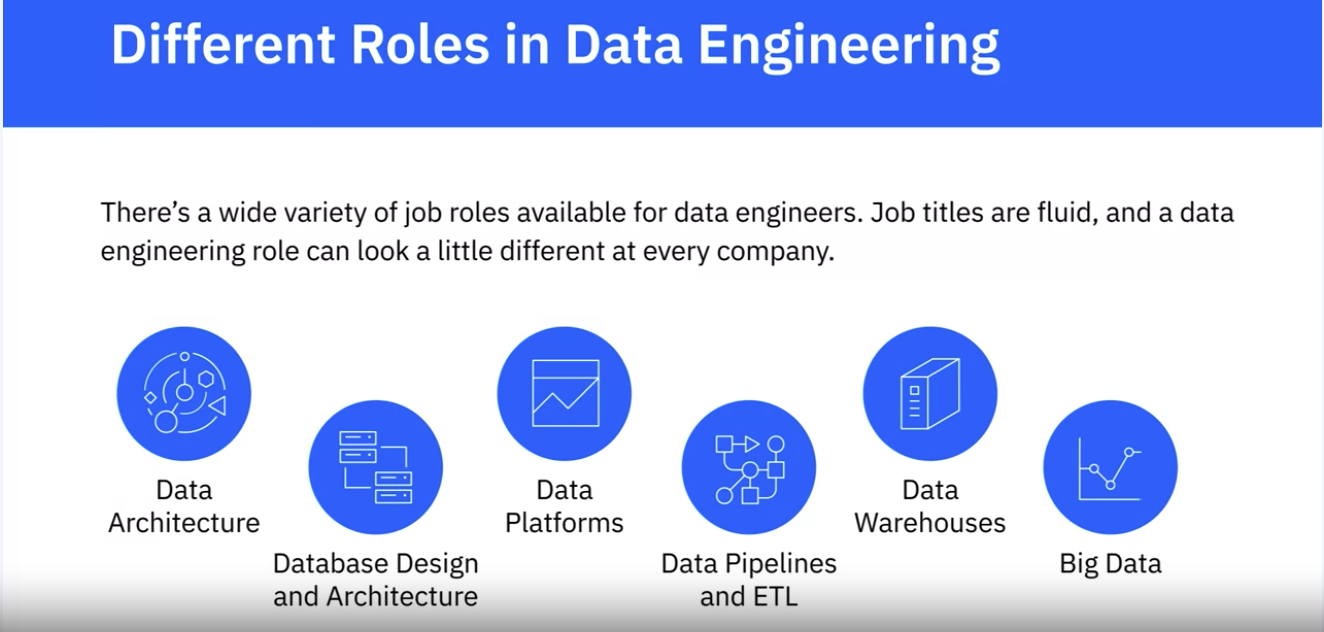 Different Roles in Data Engineering
There’s a wide variety of job roles available for data engineers. Job titles are fluid, and a data
engineering role can look a little different at every company.
Data
Architecture
Database Design
and Architecture
Data
Platforms
Data Pipelines
and ETL
Data
Warehouses
Big Data